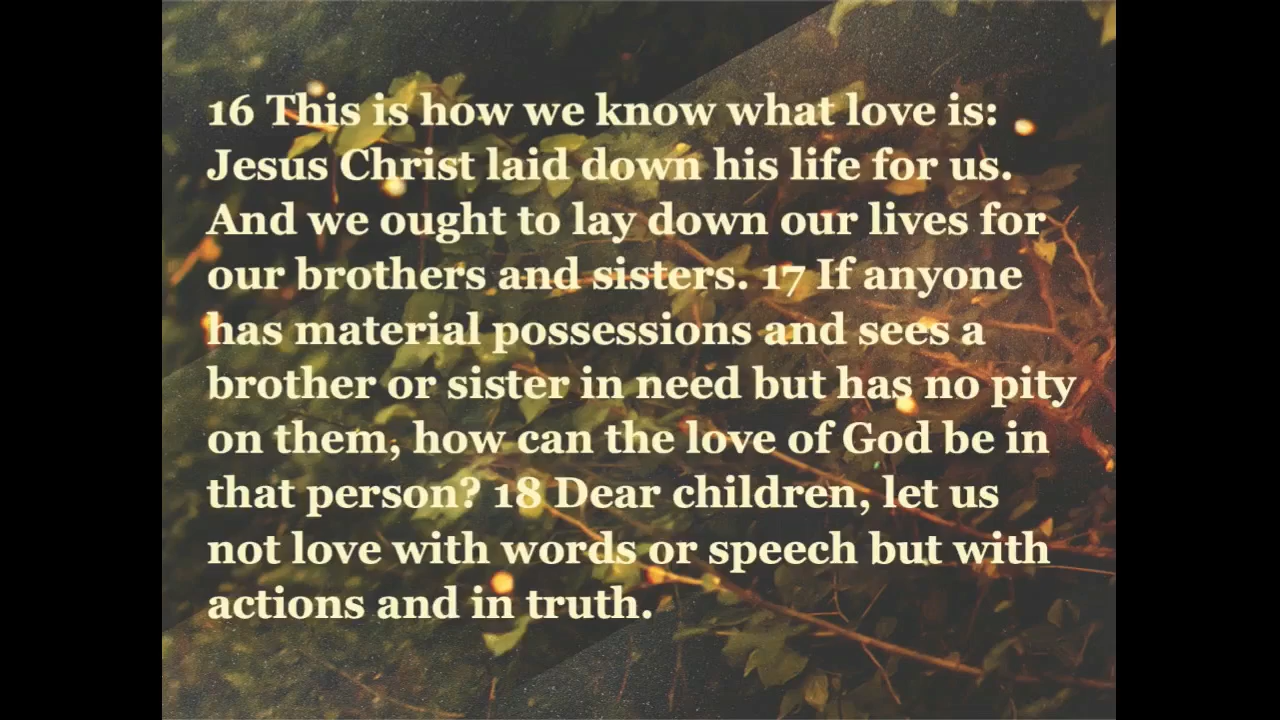 16 This is how we know what love is:
Jesus Christ laid down his life for us.
And we ought to lay down our lives for
our brothers and sisters. 17 If anyone
has material possessions and sees a
brother or sister in need but has no pity
on them, how can the love of God be in
that person? 18 Dear children, let us
not love with words or speech but with
actions and in truth.